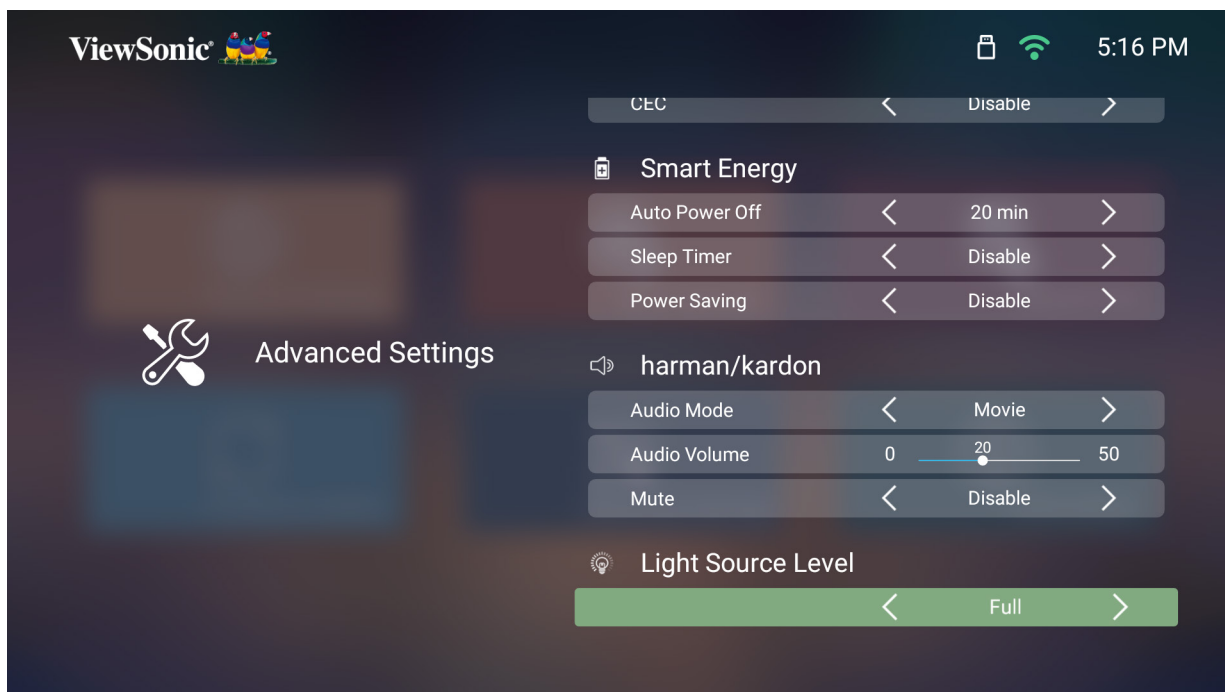 ViewSonic
5:16 PM
CEC Disable
Smart Energy
Auto Power Off 20 min
Sleep Timer Disable
Power Saving Disable
Advanced Settings
harman/kardon
Audio Mode Movie
Audio Volume 0 20 50
Mute Disable
Light Source Level
Full